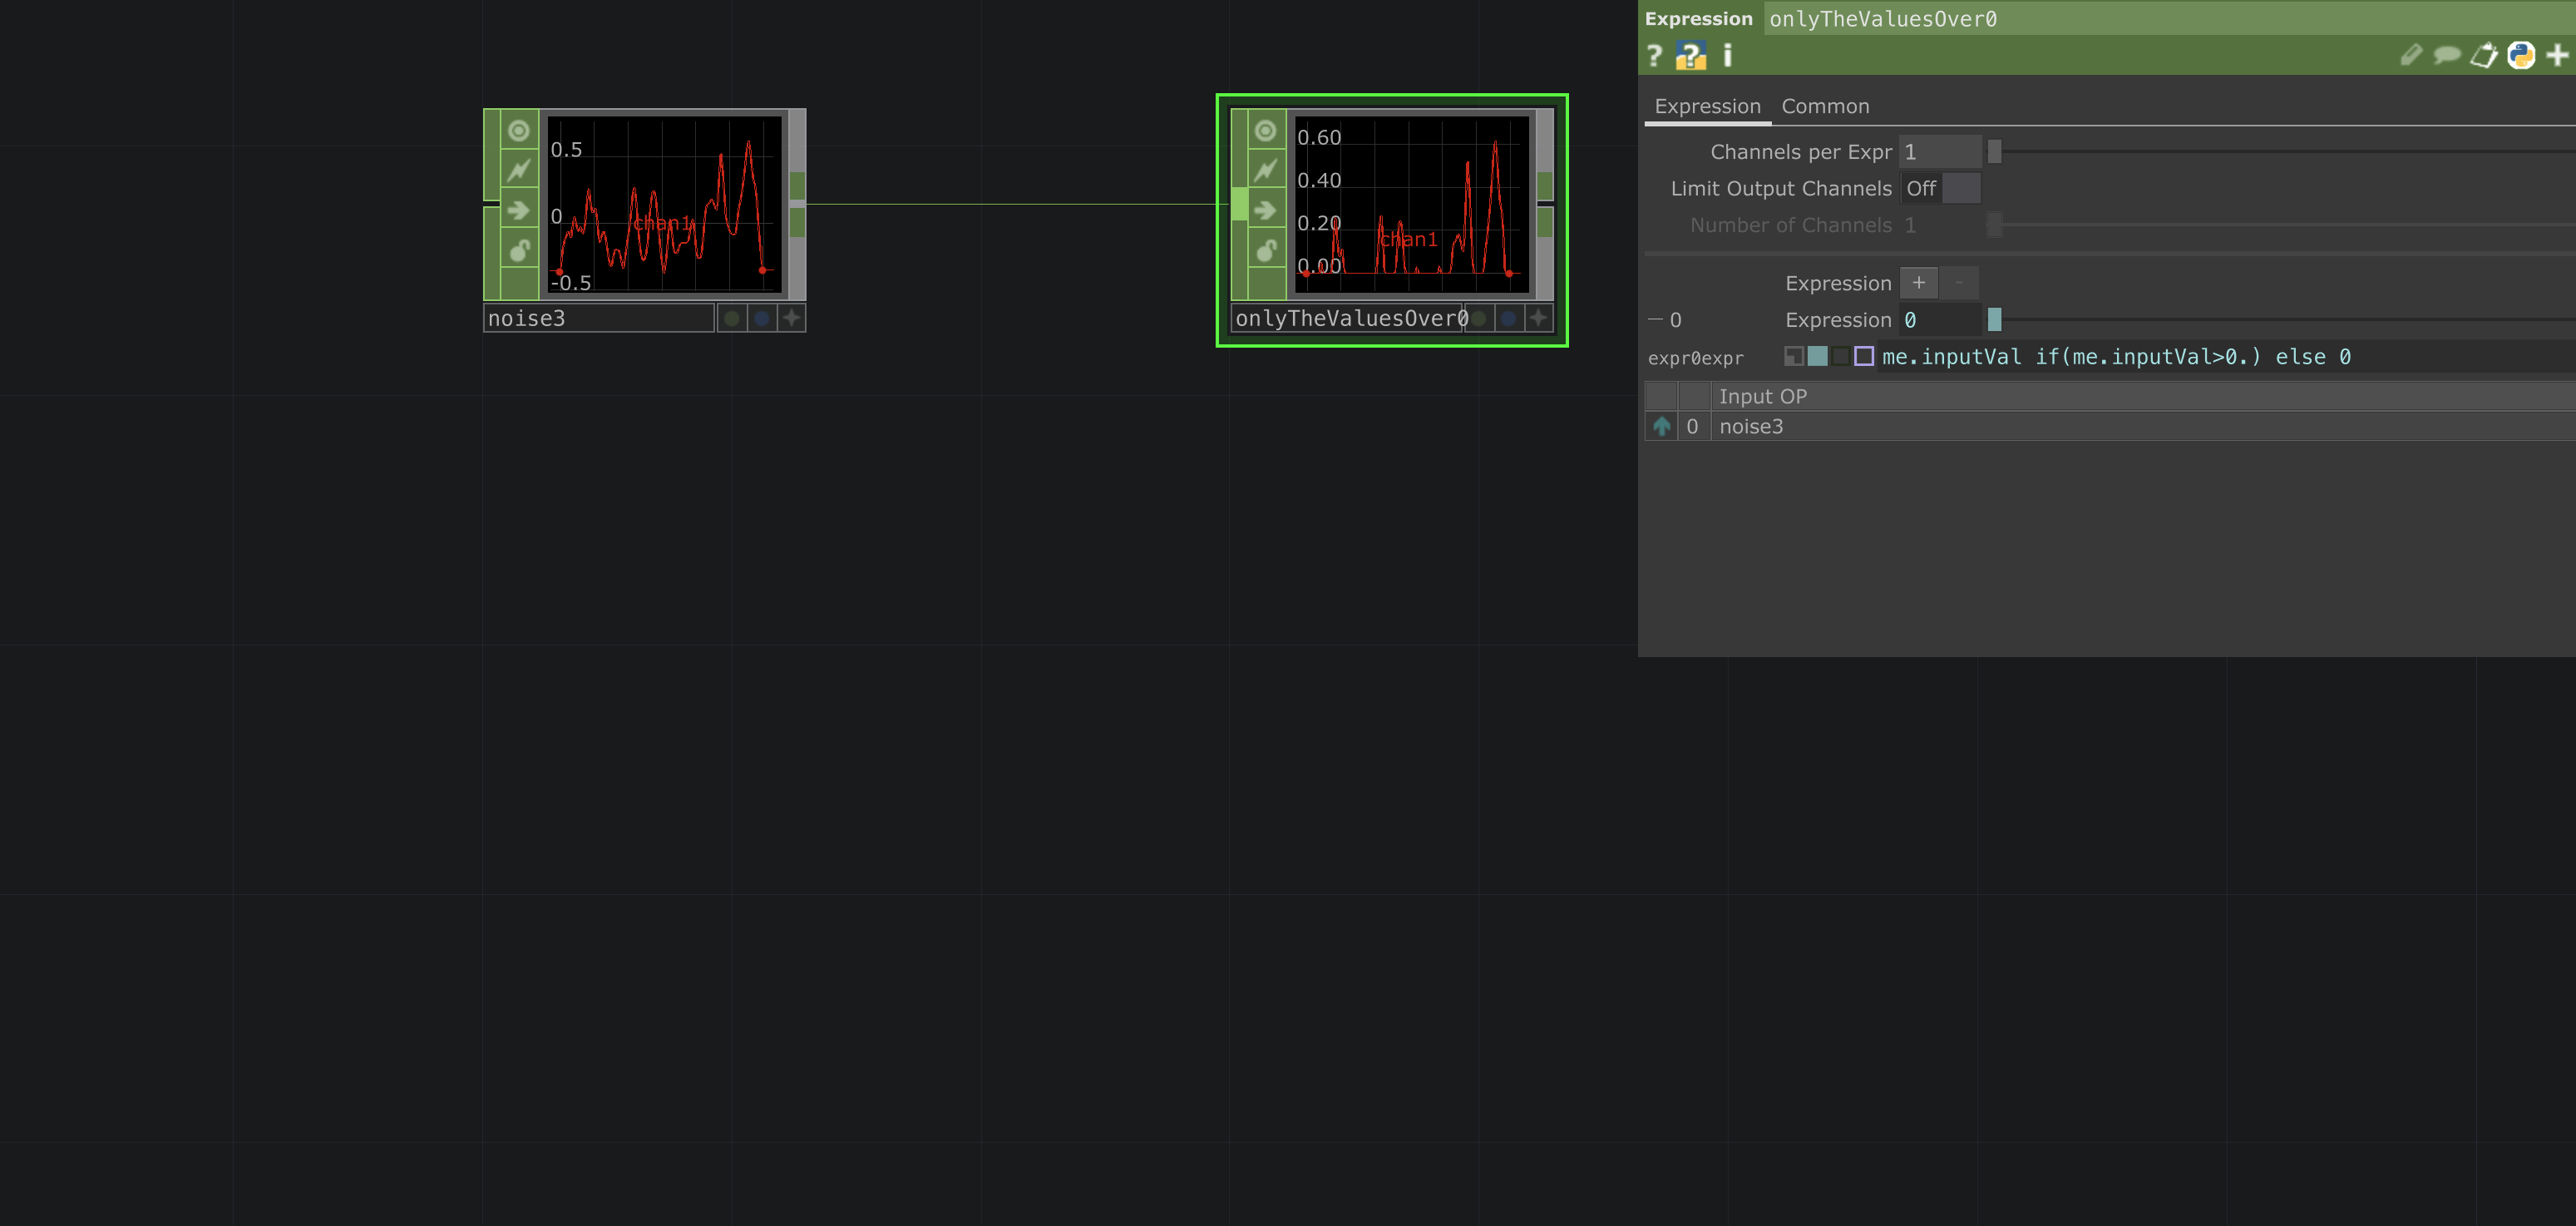 Expression onlyTheValuesOver0
? ? i
Expression Common
Channels per Expr 1
Limit Output Channels Off
Number of Channels 1
Expression + -
0 Expression 0
expr0expr me.inputVal if(me.inputVal>0.) else 0
Input OP
0 noise3
0.5
0
-0.5
chan1
noise3
0.60
0.40
0.20
0.00
chan1
onlyTheValuesOver0